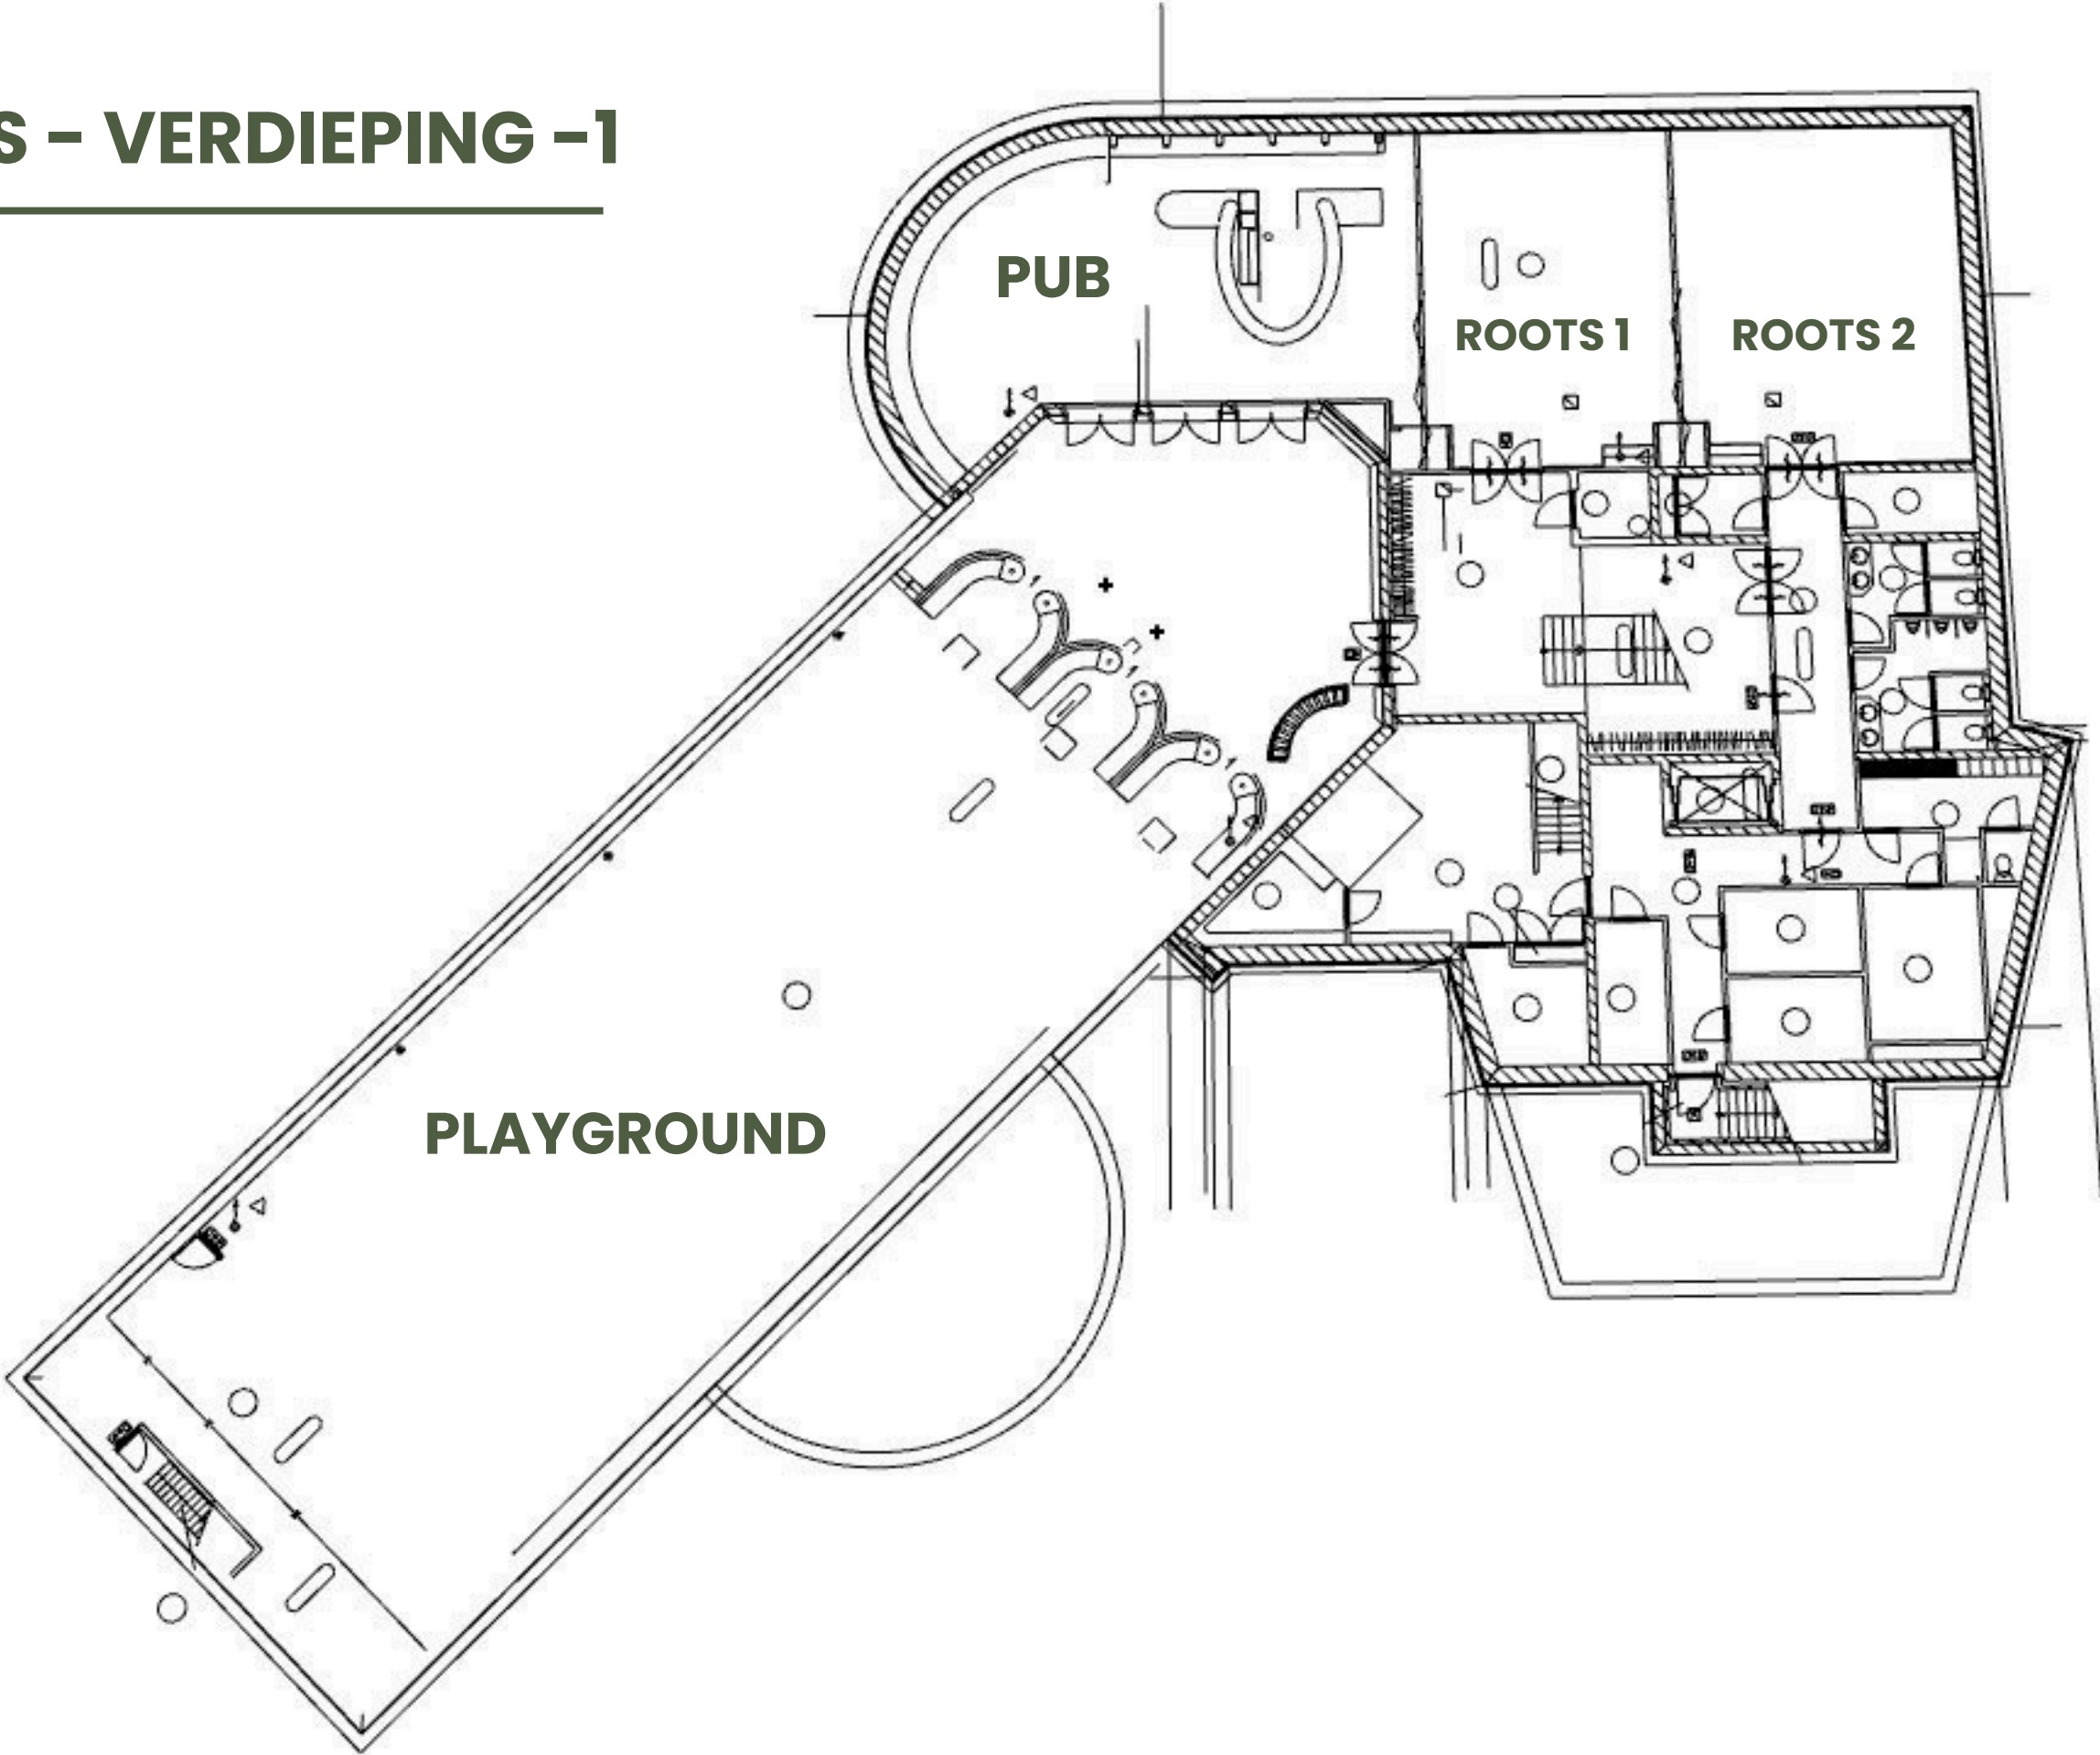 S – VERDIEPING -1
PUB
ROOTS 1
ROOTS 2
PLAYGROUND